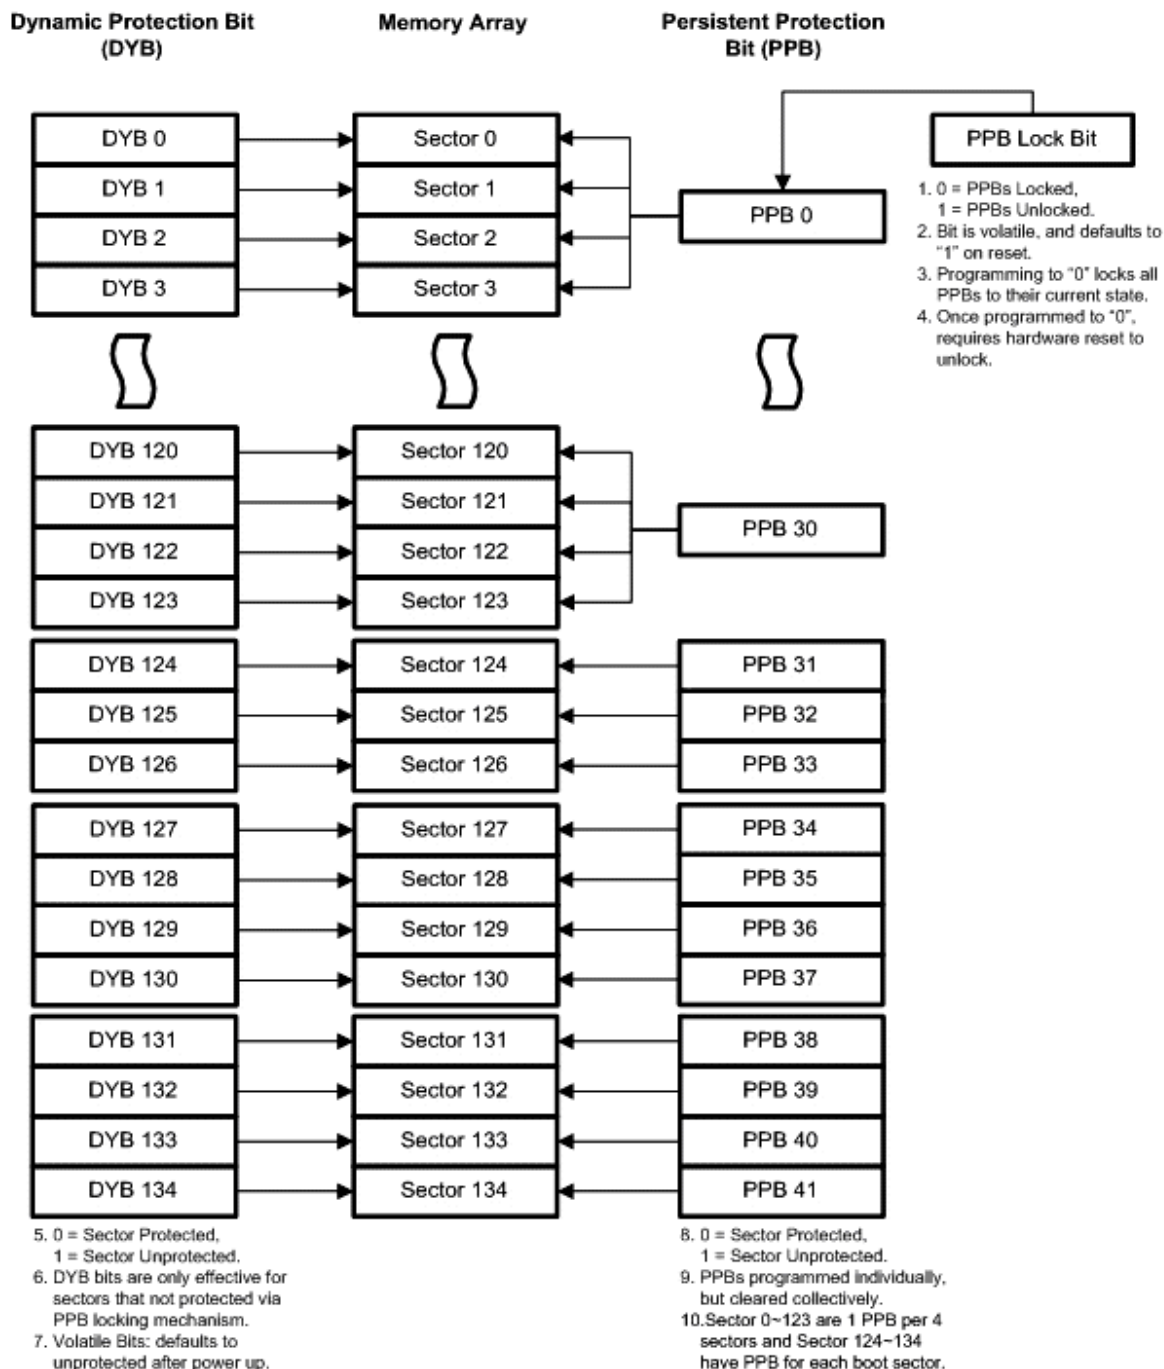 Dynamic Protection Bit
(DYB)
Memory Array
Persistent Protection
Bit (PPB)
DYB 0
Sector 0
PPB Lock Bit
DYB 1
Sector 1
PPB 0
DYB 2
Sector 2
DYB 3
Sector 3
1. 0 = PPBs Locked,
1 = PPBs Unlocked.
2. Bit is volatile, and defaults to
“1” on reset.
3. Programming to “0” locks all
PPBs to their current state.
4. Once programmed to “0”,
requires hardware reset to
unlock.
DYB 120
Sector 120
DYB 121
Sector 121
PPB 30
DYB 122
Sector 122
DYB 123
Sector 123
DYB 124
Sector 124
PPB 31
DYB 125
Sector 125
PPB 32
DYB 126
Sector 126
PPB 33
DYB 127
Sector 127
PPB 34
DYB 128
Sector 128
PPB 35
DYB 129
Sector 129
PPB 36
DYB 130
Sector 130
PPB 37
DYB 131
Sector 131
PPB 38
DYB 132
Sector 132
PPB 39
DYB 133
Sector 133
PPB 40
DYB 134
Sector 134
PPB 41
5. 0 = Sector Protected,
1 = Sector Unprotected.
6. DYB bits are only effective for
sectors that not protected via
PPB locking mechanism.
7. Volatile Bits: defaults to
unprotected after power up.
8. 0 = Sector Protected,
1 = Sector Unprotected.
9. PPBs programmed individually,
but cleared collectively.
10.Sector 0~123 are 1 PPB per 4
sectors and Sector 124~134
have PPB for each boot sector.